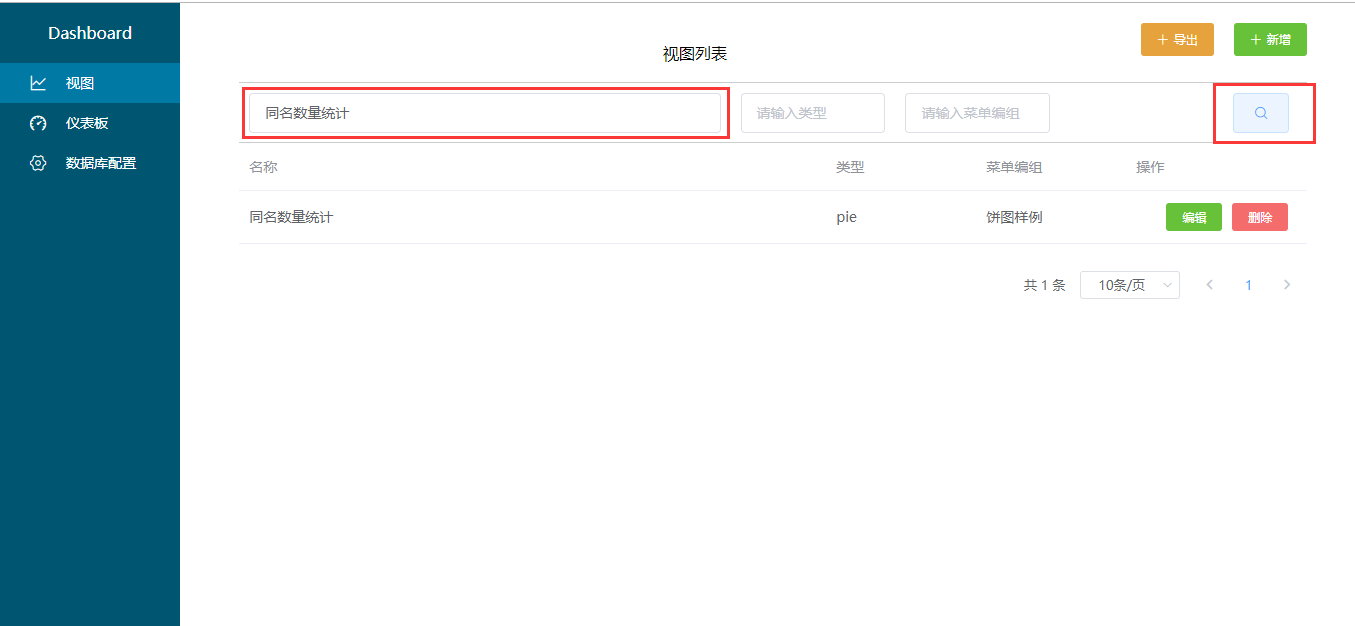 Dashboard
视图
仪表板
数据库配置
视图列表
导出
新增
同名数量统计
请输入类型
请输入菜单编组
名称
类型
菜单编组
操作
同名数量统计
pie
饼图样例
编辑
删除
共 1 条
10条/页
1